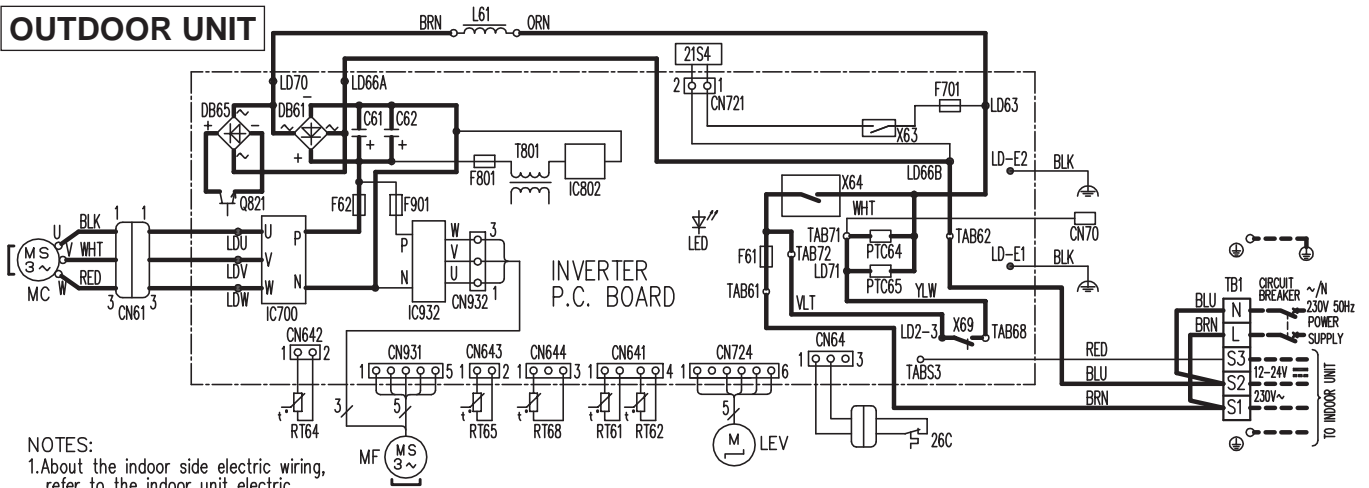 OUTDOOR UNIT
BRN L61 ORN
21S4
2 1
CN721
LD70 LD66A
F701
LD63
DB65 DB61
C61 C62
X63
T801
F801
IC802
LD66B
LD-E2 BLK
Q821
F62 F901
X64
WHT
LED
TAB71
PTC64
TAB62
CN70
F61
TAB72
LD71
PTC65
LD-E1 BLK
TAB61
VLT
YLW
LD2-3 X69 TAB68
U BLK 1 1
V WHT
W RED 3 3
MS 3~
MC
CN61
LDU
LDV
LDW
U P
V
W N
IC700
P W 3
V
N U 1
IC932
CN932
INVERTER
P.C. BOARD
CN642
1 2
CN931
1 5
CN643
1 2
CN644
1 3
CN641
1 4
CN724
1 6
CN64
1 3
TABS3
RED
BLU
BRN
TB1
CIRCUIT
BREAKER
~/N
230V 50Hz
POWER
SUPPLY
BLU N
BRN L
S3
12-24V
S2
230V~
S1
TO INDOOR UNIT
t° RT64
3
5
MF MS 3~
t° RT65
t° RT68
t° RT61
t° RT62
5
M
LEV
26C
NOTES:
1.About the indoor side electric wiring,
refer to the indoor unit electric